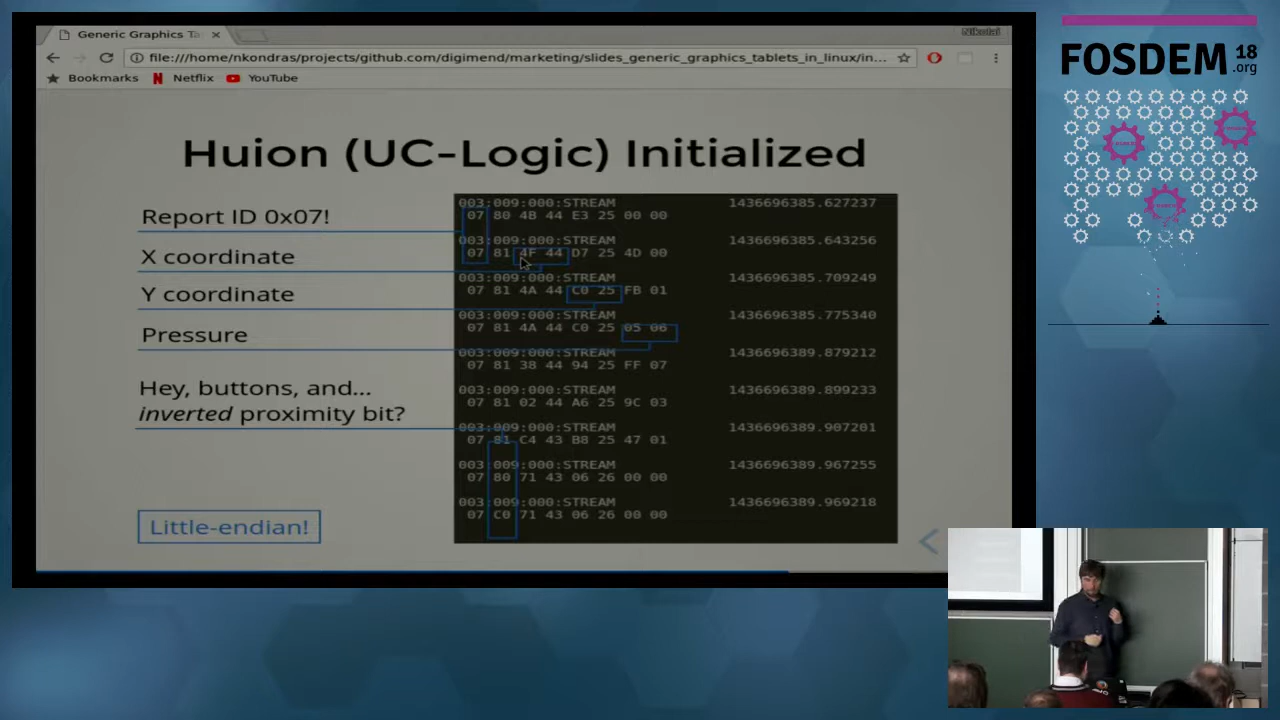 Generic Graphics Ta
Nikolai
file:///home/nkondras/projects/github.com/digimend/marketing/slides_generic_graphics_tablets_in_linux/in...
Bookmarks Netflix YouTube
Huion (UC-Logic) Initialized
Report ID 0x07!
X coordinate
Y coordinate
Pressure
Hey, buttons, and...
inverted proximity bit?
Little-endian!
003:009:000:STREAM 1436696385.627237
07 80 4B 44 E3 25 00 00
003:009:000:STREAM 1436696385.643256
07 81 4F 44 D7 25 4D 00
003:009:000:STREAM 1436696385.709249
07 81 4A 44 C0 25 FB 01
003:009:000:STREAM 1436696385.775340
07 81 4A 44 C0 25 05 06
003:009:000:STREAM 1436696389.879212
07 81 38 44 94 25 FF 07
003:009:000:STREAM 1436696389.899233
07 81 02 44 A6 25 9C 03
003:009:000:STREAM 1436696389.907201
07 81 C4 43 B8 25 47 01
003:009:000:STREAM 1436696389.967255
07 80 71 43 06 26 00 00
003:009:000:STREAM 1436696389.969218
07 C0 71 43 06 26 00 00
FOSDEM 18
.org